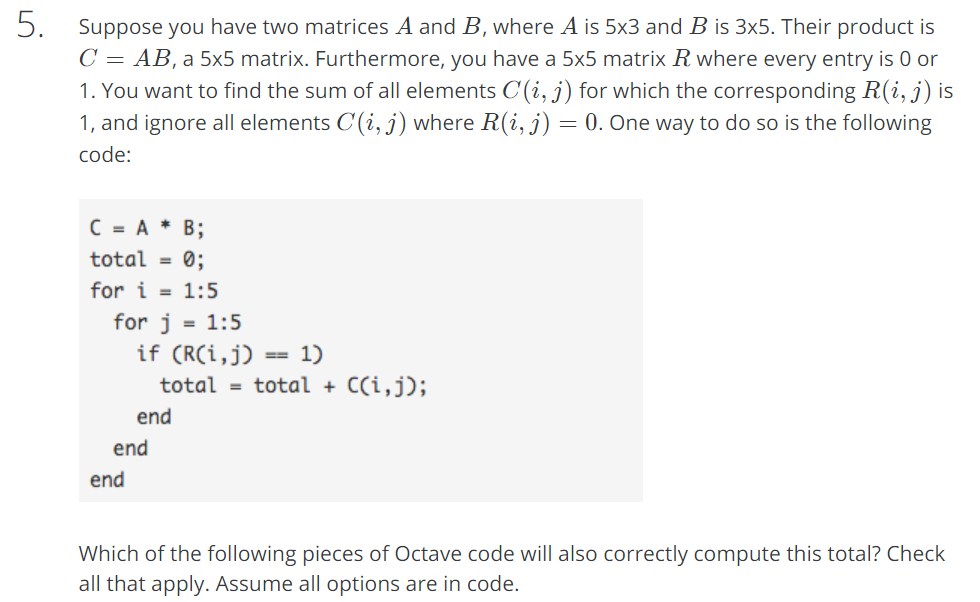 5. Suppose you have two matrices A and B, where A is 5x3 and B is 3x5. Their product is
C = AB, a 5x5 matrix. Furthermore, you have a 5x5 matrix R where every entry is 0 or
1. You want to find the sum of all elements C(i, j) for which the corresponding R(i, j) is
1, and ignore all elements C(i, j) where R(i, j) = 0. One way to do so is the following
code:
C = A * B;
total = 0;
for i = 1:5
for j = 1:5
if (R(i,j) == 1)
total = total + C(i,j);
end
end
end
Which of the following pieces of Octave code will also correctly compute this total? Check
all that apply. Assume all options are in code.